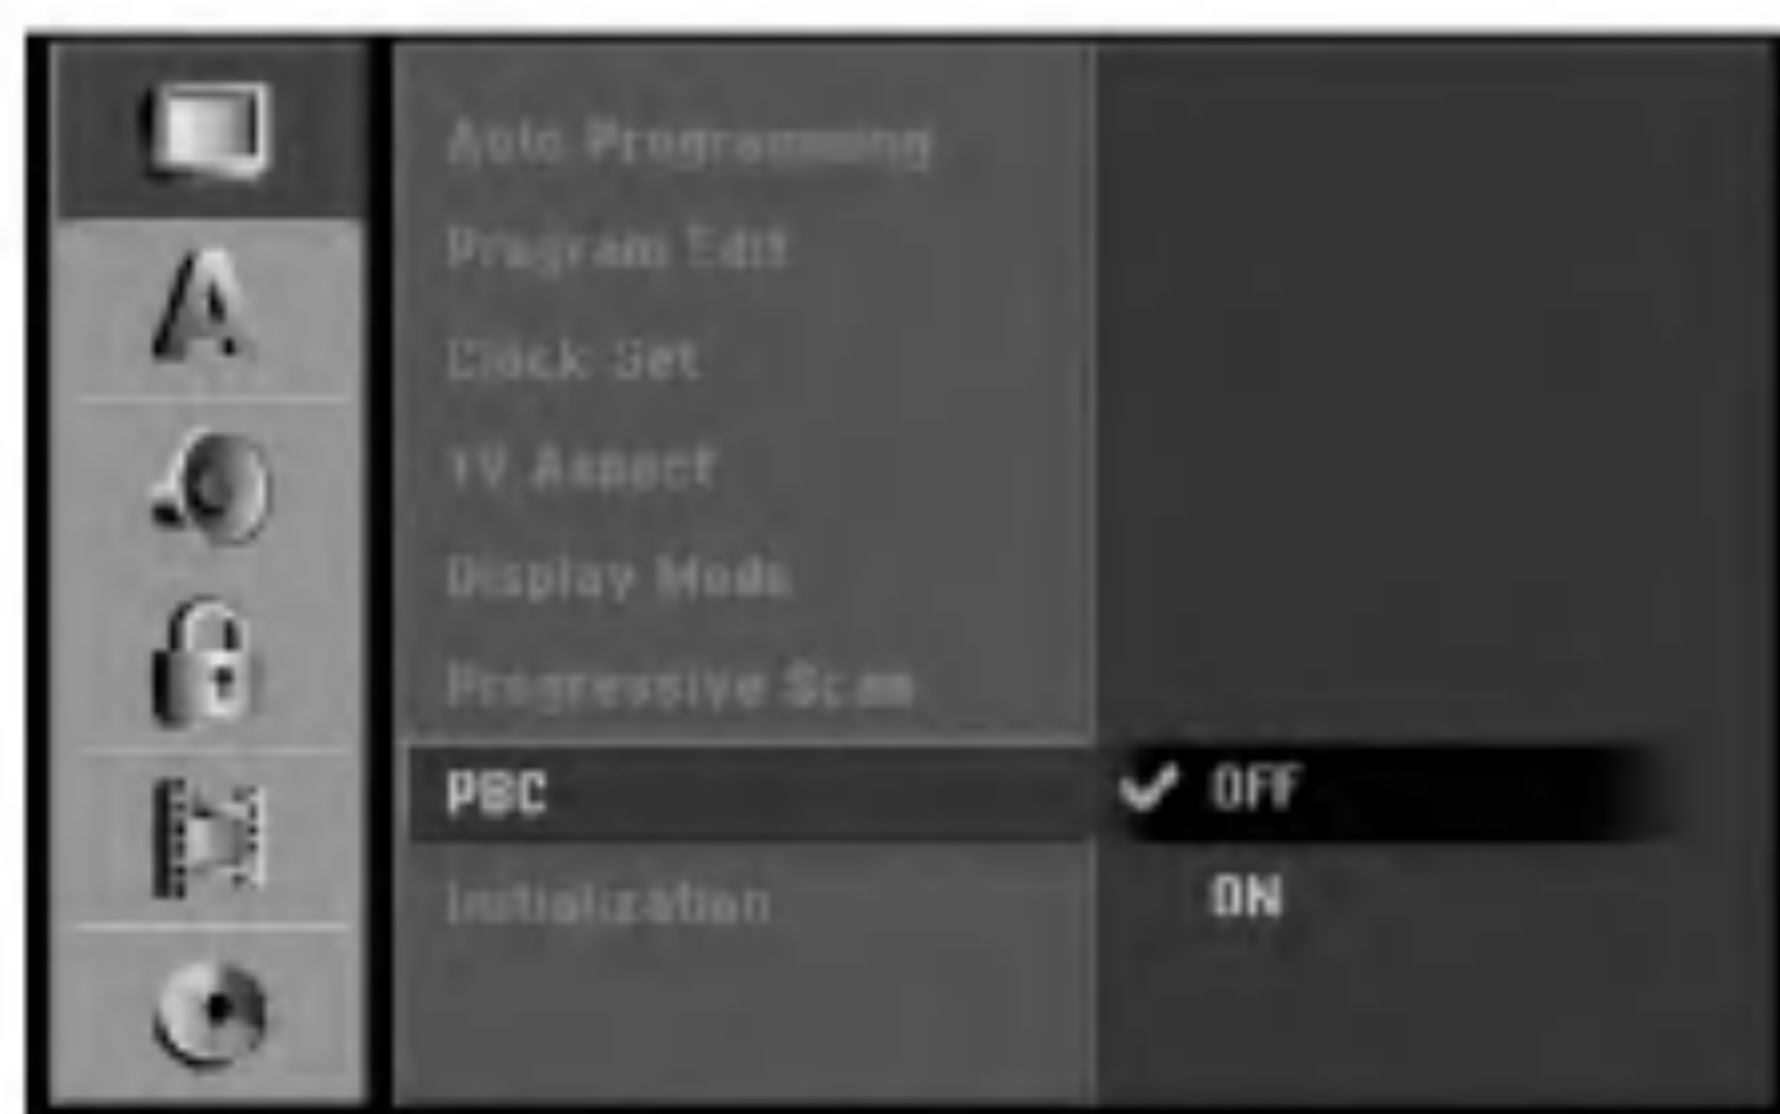 Auto Programming
Program Edit
Clock Set
TV Aspect
Display Mode
Progressive Scan
PBC
OFF
ON
Initialization